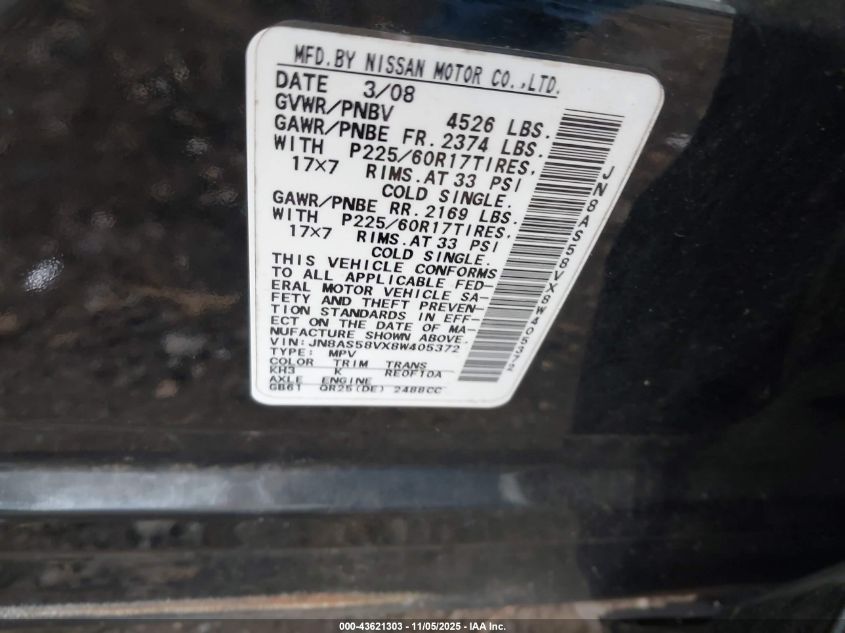 MFD.BY NISSAN MOTOR CO.,LTD.
DATE 3/08
GVWR/PNBV 4526 LBS.
GAWR/PNBE FR. 2374 LBS.
WITH P225/60R17TIRES.
17X7 RIMS.AT 33 PSI
COLD SINGLE.
GAWR/PNBE RR. 2169 LBS.
WITH P225/60R17TIRES.
17X7 RIMS.AT 33 PSI
COLD SINGLE.
THIS VEHICLE CONFORMS
TO ALL APPLICABLE FED-
ERAL MOTOR VEHICLE SA-
FETY AND THEFT PREVEN-
TION STANDARDS IN EFF-
ECT ON THE DATE OF MA-
NUFACTURE SHOWN ABOVE.
VIN: JN8AS58VX8W405372
TYPE: MPV
COLOR TRIM TRANS
KH3 K RE0F10A
AXLE ENGINE
GB61 QR25(DE) 2488CC
JN8AS58VX8W405372
000-43621303 - 11/05/2025 - IAA Inc.